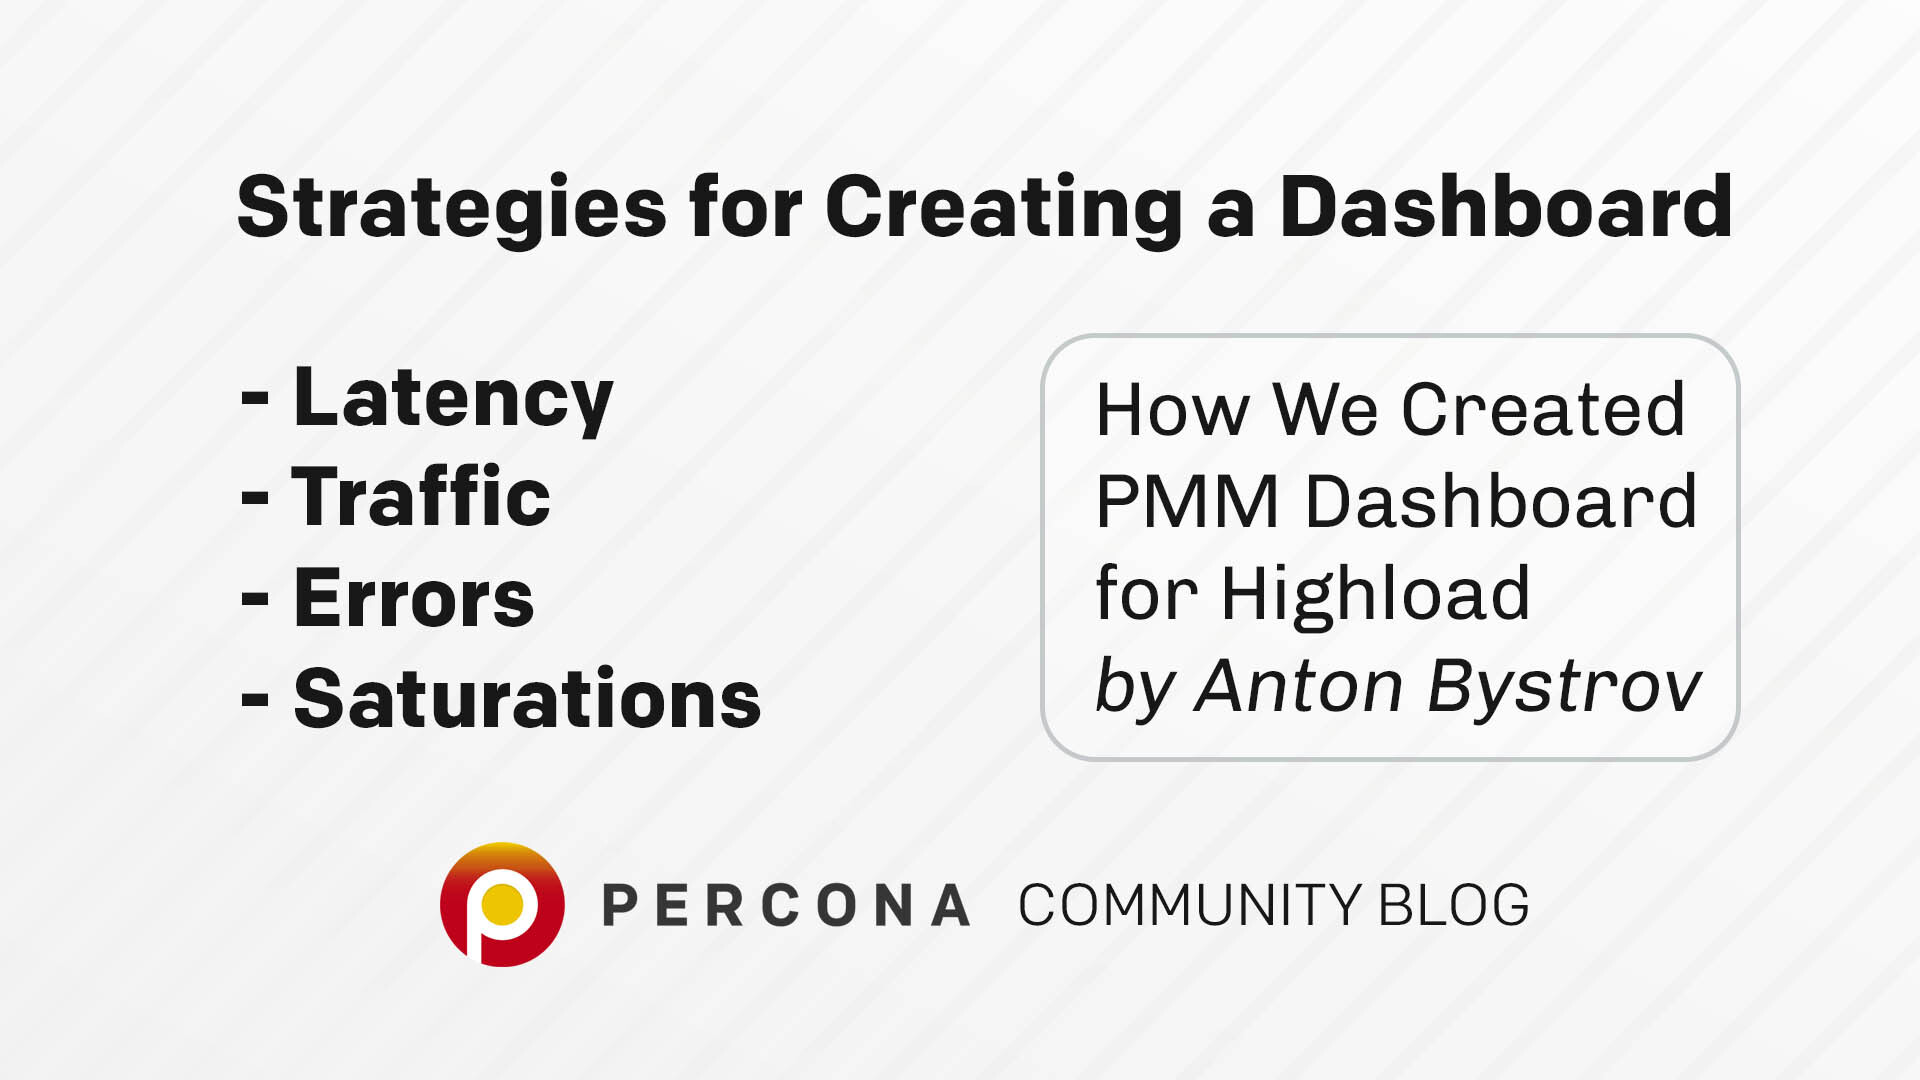 Strategies for Creating a Dashboard
- Latency
- Traffic
- Errors
- Saturations
How We Created
PMM Dashboard
for Highload
by Anton Bystrov
PERCONA COMMUNITY BLOG